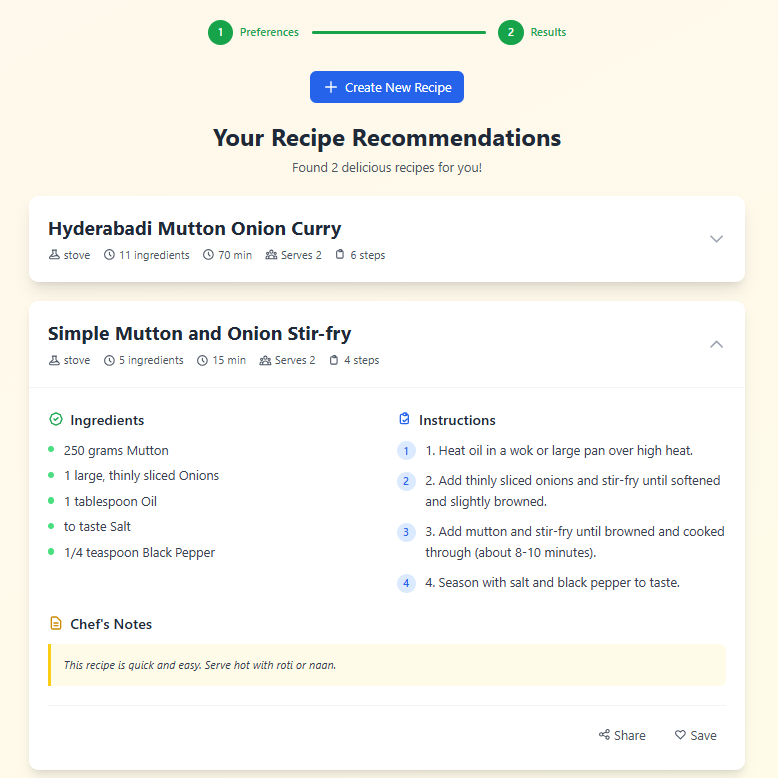 1 Preferences 2 Results
Create New Recipe
Your Recipe Recommendations
Found 2 delicious recipes for you!
Hyderabadi Mutton Onion Curry
stove 11 ingredients 70 min Serves 2 6 steps
Simple Mutton and Onion Stir-fry
stove 5 ingredients 15 min Serves 2 4 steps
Ingredients
250 grams Mutton
1 large, thinly sliced Onions
1 tablespoon Oil
to taste Salt
1/4 teaspoon Black Pepper
Instructions
1 1. Heat oil in a wok or large pan over high heat.
2 2. Add thinly sliced onions and stir-fry until softened
and slightly browned.
3 3. Add mutton and stir-fry until browned and cooked
through (about 8-10 minutes).
4 4. Season with salt and black pepper to taste.
Chef's Notes
This recipe is quick and easy. Serve hot with roti or naan.
Share Save